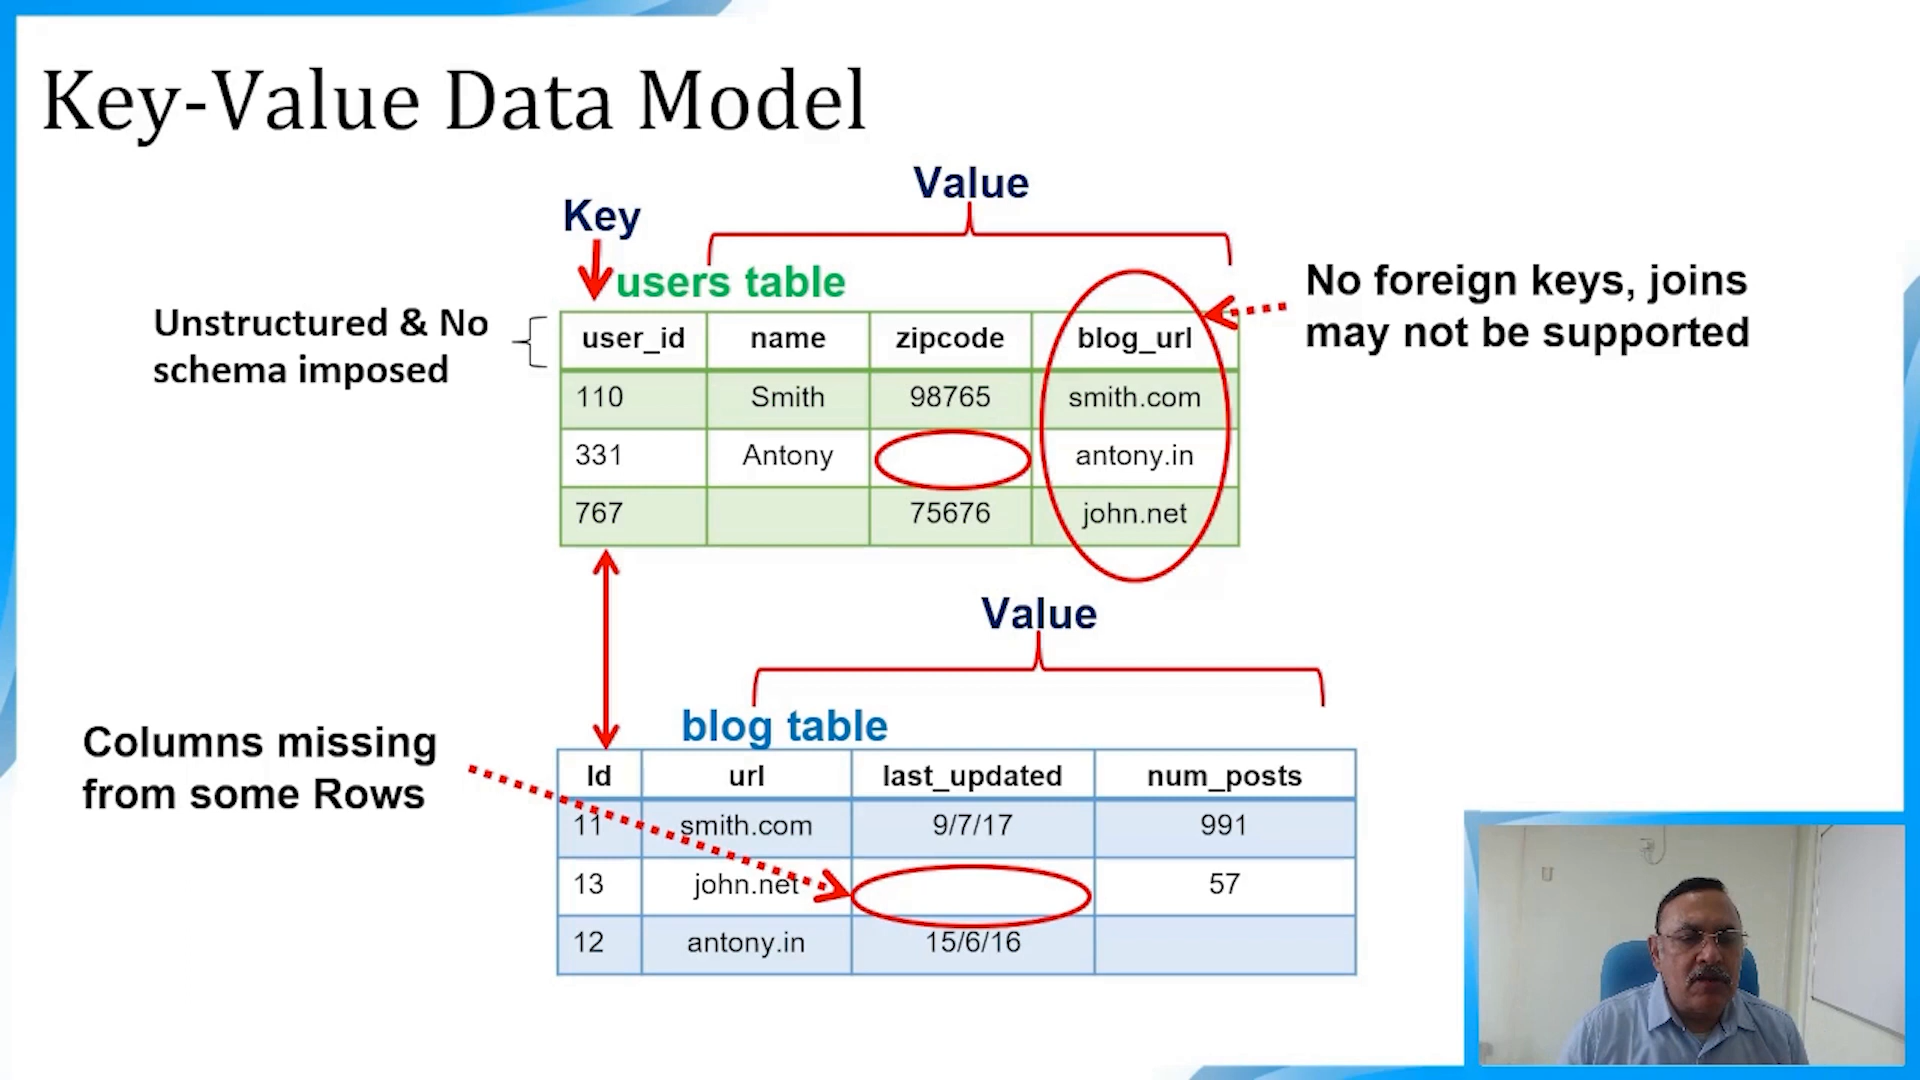 Key-Value Data Model
Value
Key
users table
No foreign keys, joins
may not be supported
Unstructured & No
schema imposed
user_id name zipcode blog_url
110 Smith 98765 smith.com
331 Antony antony.in
767 75676 john.net
Value
blog table
Columns missing
from some Rows
Id url last_updated num_posts
11 smith.com 9/7/17 991
13 john.net 57
12 antony.in 15/6/16